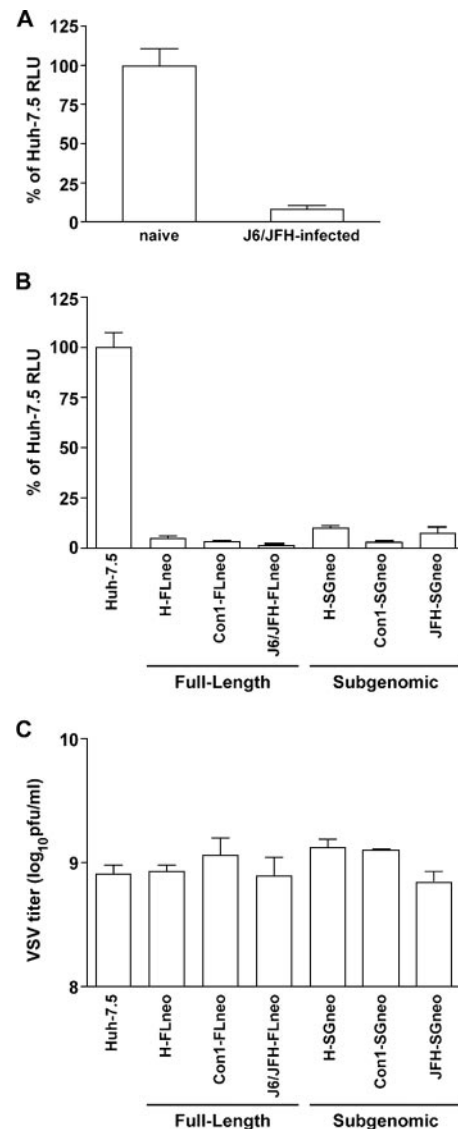 A
% of Huh-7.5 RLU
125
100
75
50
25
0
naive
J6/JFH-infected
B
% of Huh-7.5 RLU
125
100
75
50
25
0
Huh-7.5
H-FLneo
Con1-FLneo
J6/JFH-FLneo
H-SGneo
Con1-SGneo
JFH-SGneo
Full-Length
Subgenomic
C
VSV titer (log10pfu/ml)
10
9
8
Huh-7.5
H-FLneo
Con1-FLneo
J6/JFH-FLneo
H-SGneo
Con1-SGneo
JFH-SGneo
Full-Length
Subgenomic